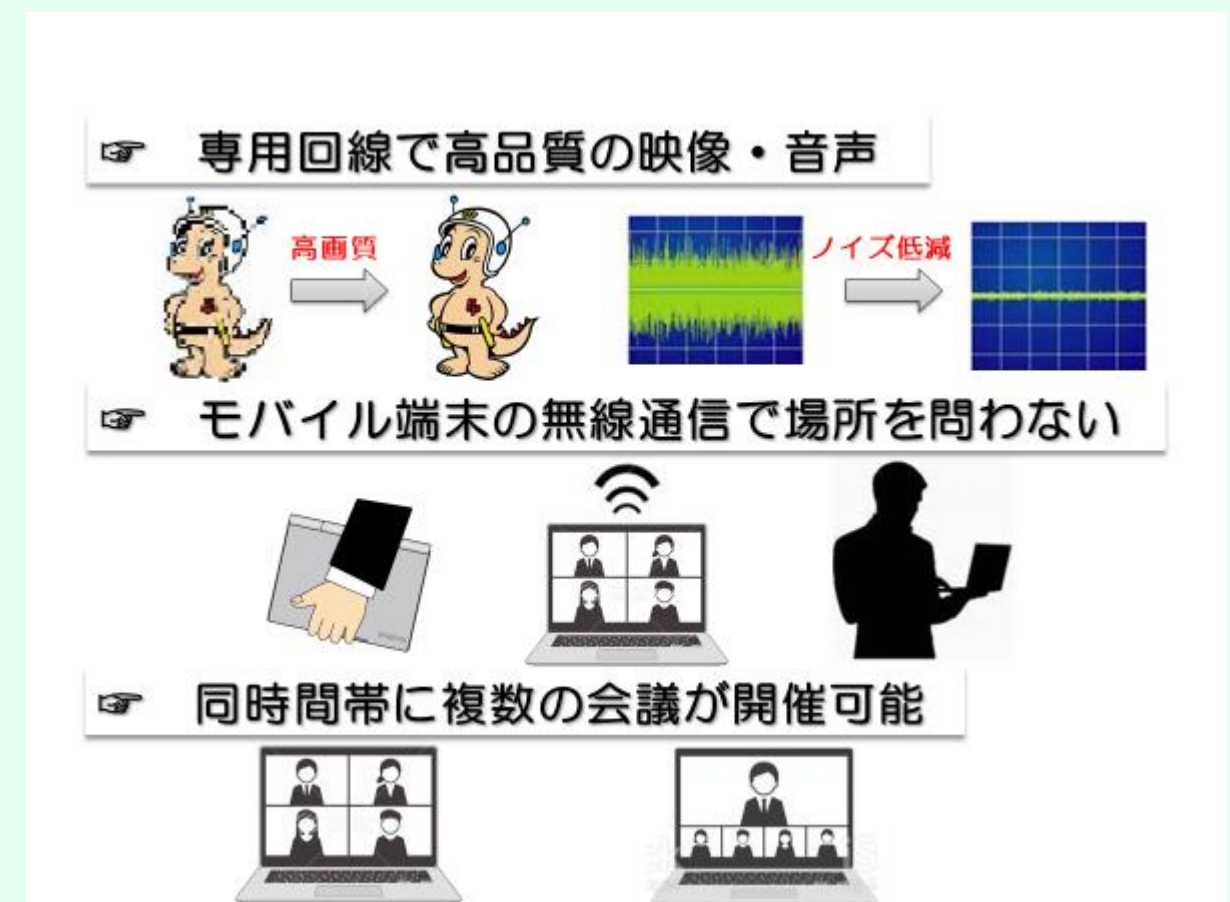 ☞ 専用回線で高品質の映像・音声
高画質
ノイズ低減
☞ モバイル端末の無線通信で場所を問わない
☞ 同時間帯に複数の会議が開催可能